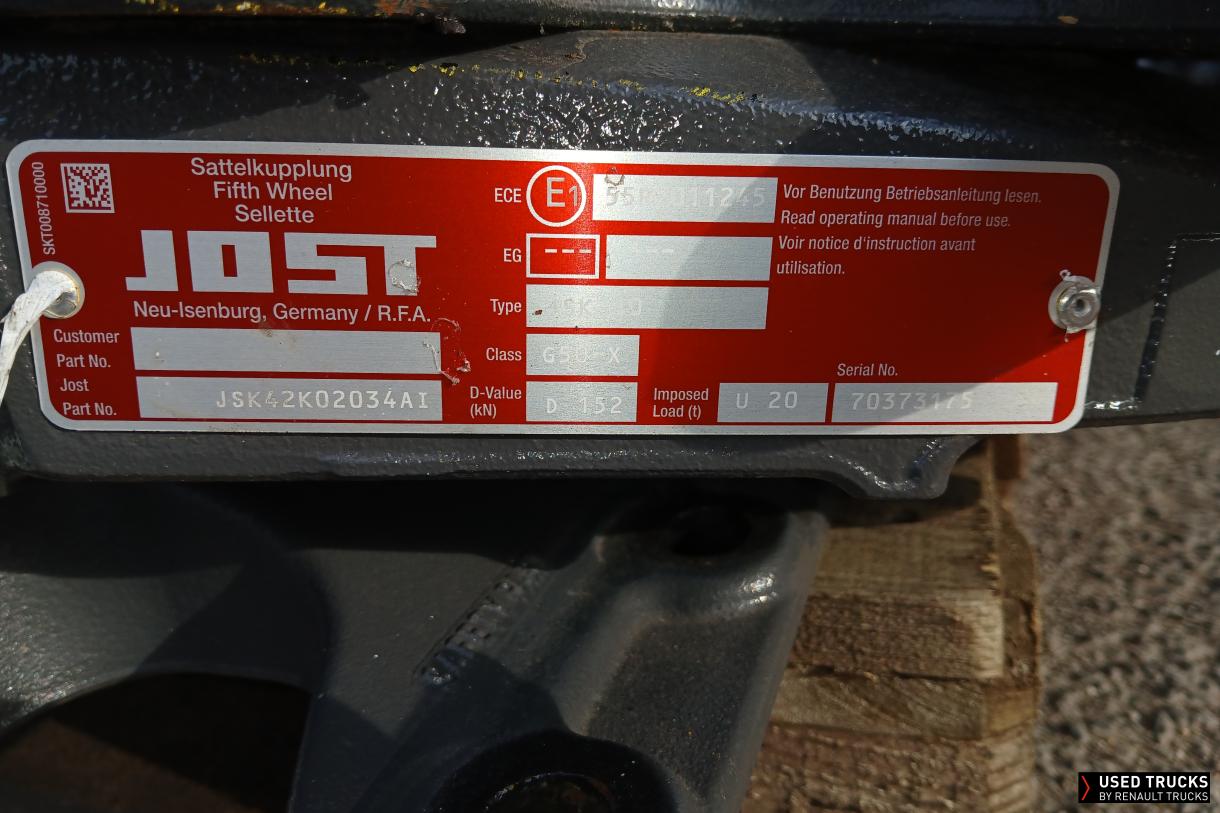 SKT008710000
Sattelkupplung
Fifth Wheel
Sellette
JOST
Neu-Isenburg, Germany / R.F.A.
Customer
Part No.
Jost
Part No.
JSK42K02034AI
ECE
E1
EG
---
Type
Class
G50-X
D-Value
(kN)
D 152
Imposed
Load (t)
U 20
Serial No.
70373175
Vor Benutzung Betriebsanleitung lesen.
Read operating manual before use.
Voir notice d'instruction avant
utilisation.
USED TRUCKS
BY RENAULT TRUCKS